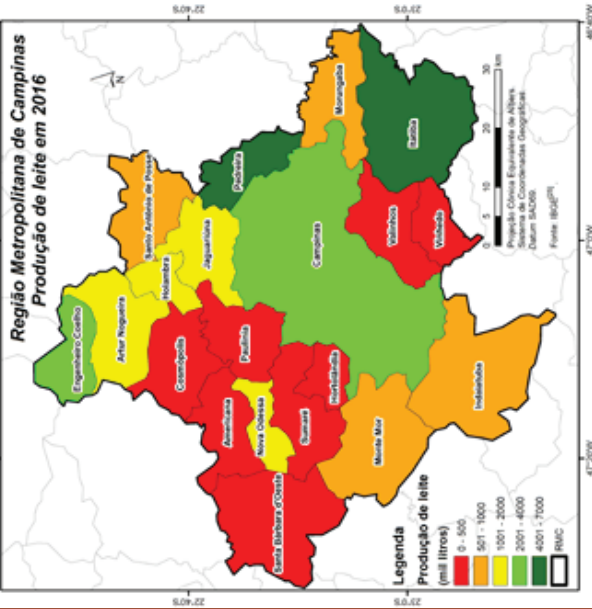 Região Metropolitana de Campinas
Produção de leite em 2016
N
Engenheiro Coelho
Artur Nogueira
Holambra
Santo Antônio de Posse
Cosmópolis
Jaguariúna
Pedreira
Americana
Paulínia
Nova Odessa
Santa Bárbara d'Oeste
Sumaré
Hortolândia
Campinas
Morungaba
Monte Mor
Valinhos
Itatiba
Vinhedo
Indaiatuba
Legenda
Produção de leite
(mil litros)
0 - 500
501 - 1000
1001 - 2000
2001 - 4000
4001 - 7000
RMC
0 5 10 20 30
km
Projeção Cônica Equivalente de Albers.
Sistema de Coordenadas Geográficas.
Datum SAD69.
Fonte: IBGE
47°20'W
47°0'W
46°40'W
22°40'S
23°0'S
22°40'S
23°0'S